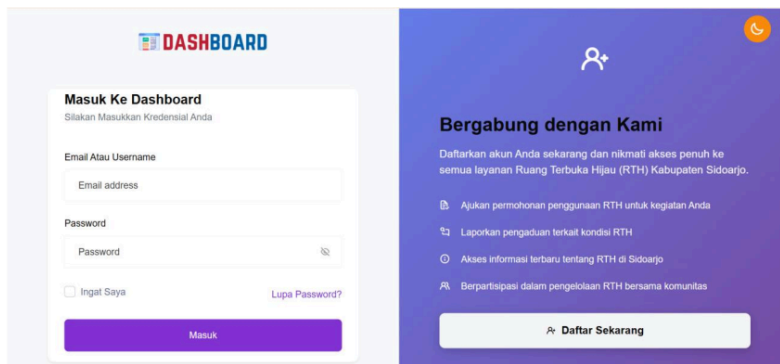 DASHBOARD
Masuk Ke Dashboard
Silakan Masukkan Kredensial Anda
Email Atau Username
Email address
Password
Password
Ingat Saya
Lupa Password?
Masuk
Bergabung dengan Kami
Daftarkan akun Anda sekarang dan nikmati akses penuh ke
semua layanan Ruang Terbuka Hijau (RTH) Kabupaten Sidoarjo.
Ajukan permohonan penggunaan RTH untuk kegiatan Anda
Laporkan pengaduan terkait kondisi RTH
Akses informasi terbaru tentang RTH di Sidoarjo
Berpartisipasi dalam pengelolaan RTH bersama komunitas
Daftar Sekarang